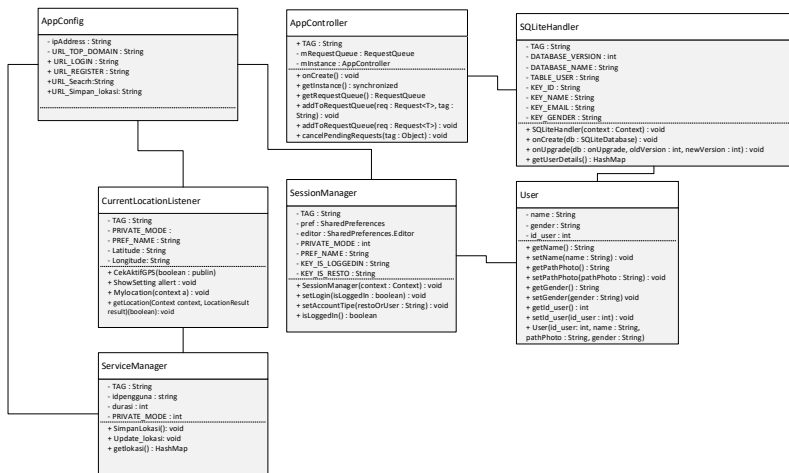 AppConfig
- ipAddress : String
- URL_TOP_DOMAIN : String
+ URL_LOGIN : String
+ URL_REGISTER : String
+URL_Seacrh:String
+URL_Simpan_lokasi: String
AppController
+ TAG : String
- mRequestQueue : RequestQueue
- mInstance : AppController
+ onCreate() : void
+ getInstance() : synchronized
+ getRequestQueue() : RequestQueue
+ addToRequestQueue(req : Request<T>, tag :
String) : void
+ addToRequestQueue(req : Request<T>) : void
+ cancelPendingRequests(tag : Object) : void
SQLiteHandler
- TAG : String
- DATABASE_VERSION : int
- DATABASE_NAME : String
- TABLE_USER : String
- KEY_ID : String
- KEY_NAME : String
- KEY_EMAIL : String
- KEY_GENDER : String
+ SQLiteHandler(context : Context) : void
+ onCreate(db : SQLiteDatabase) : void
+ onUpgrade(db : onUpgrade, oldVersion : int, newVersion : int) : void
+ getUserDetails() : HashMap
CurrentLocationListener
- TAG : String
- PRIVATE_MODE :
- PREF_NAME : String
- Latitude : String
- Longitude: String
+ CekAktifGPS(boolean : publin)
+ ShowSetting allert : void
+ Mylocation(context a) : void
+ getLocation(Context context, LocationResult
result)(boolean): void
SessionManager
- TAG : String
- pref : SharedPreferences
- editor : SharedPreferences.Editor
- PRIVATE_MODE : int
- PREF_NAME : String
- KEY_IS_LOGGEDIN : String
- KEY_IS_RESTO : String
+ SessionManager(context : Context) : void
+ setLogin(isLoggedIn : boolean) : void
+ setAccountTipe(restoOrUser : String) : void
+ isLoggedIn() : boolean
User
- name : String
- gender : String
- id_user : int
+ getName() : String
+ setName(name : String) : void
+ getPathPhoto() : String
+ setPathPhoto(pathPhoto : String) : void
+ getGender() : String
+ setGender(gender : String) void
+ getId_user() : int
+ setId_user(id_user : int) : void
+ User(id_user: int, name : String,
pathPhoto : String, gender : String)
ServiceManager
- TAG : String
- idpengguna : string
- durasi : int
- PRIVATE_MODE : int
+ SimpanLokasi(): void
+ Update_lokasi: void
+ getlokasi() : HashMap